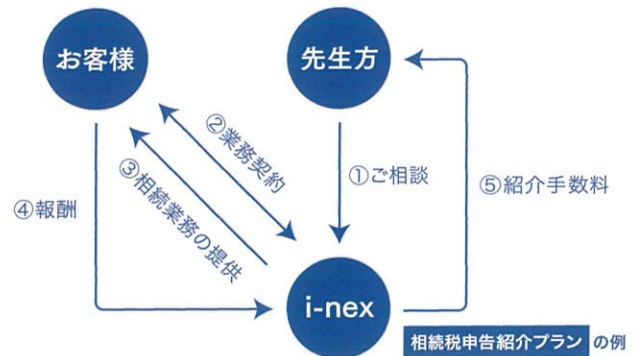 お客様
先生方
②業務契約
③相続業務の提供
①ご相談
④報酬
⑤紹介手数料
i-nex
相続税申告紹介プラン の例